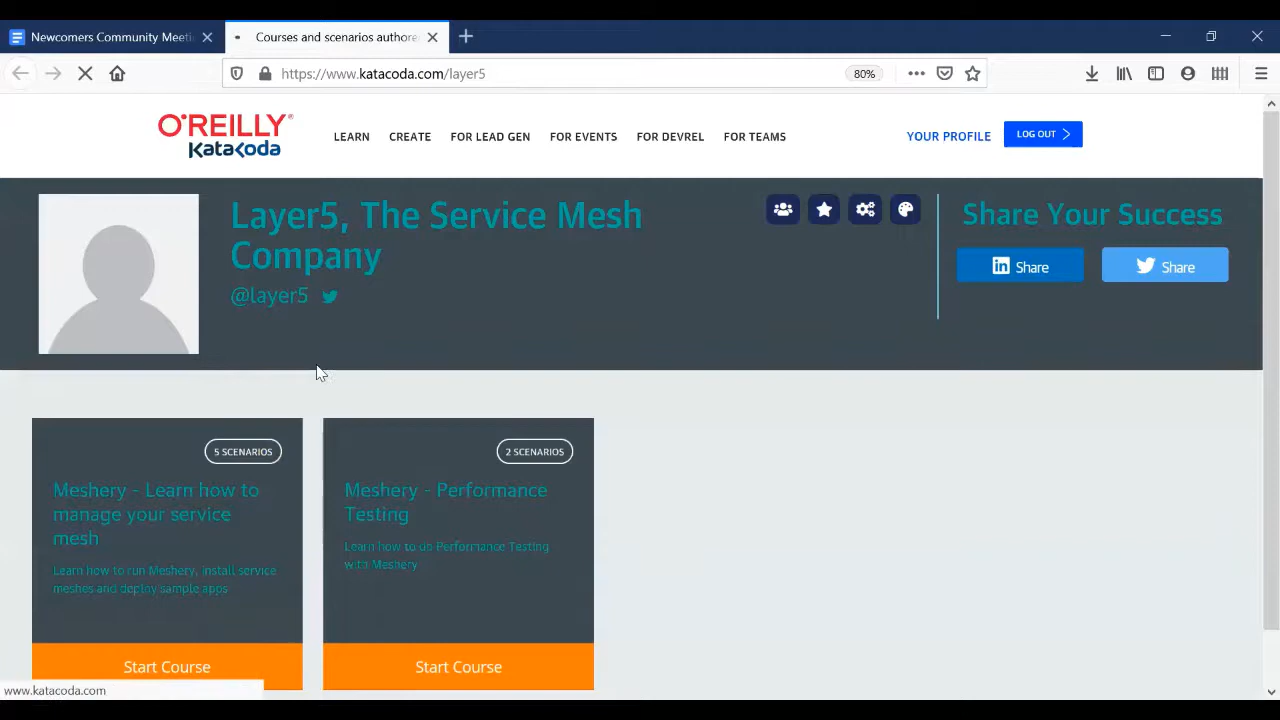 Newcomers Community Meeti
Courses and scenarios authore
https://www.katacoda.com/layer5
80%
O'REILLY
Katacoda
LEARN
CREATE
FOR LEAD GEN
FOR EVENTS
FOR DEVREL
FOR TEAMS
YOUR PROFILE
LOG OUT
Layer5, The Service Mesh
Company
@layer5
Share Your Success
Share
Share
5 SCENARIOS
Meshery - Learn how to
manage your service
mesh
Learn how to run Meshery, install service
meshes and deploy sample apps
Start Course
2 SCENARIOS
Meshery - Performance
Testing
Learn how to un Performance Testing
with Meshery
Start Course
www.katacoda.com